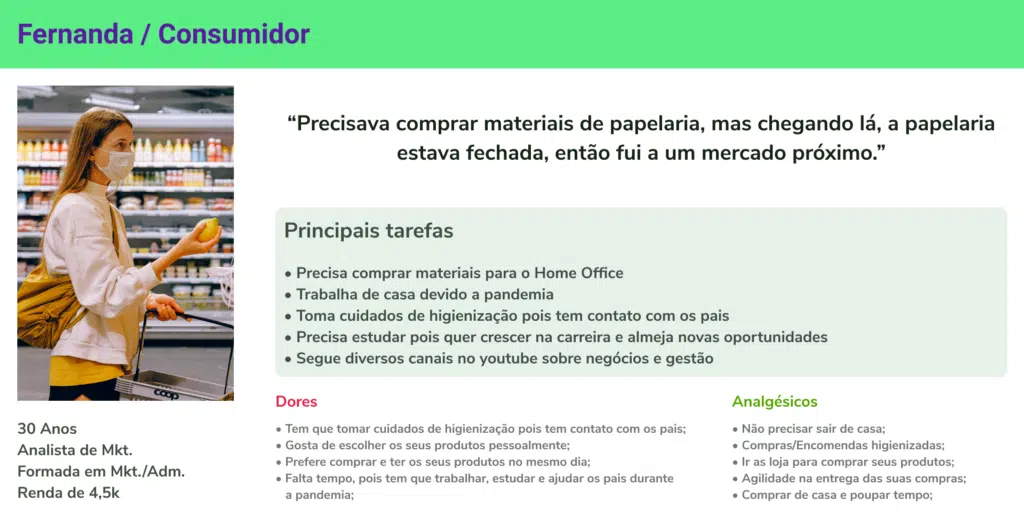 Fernanda / Consumidor
“Precisava comprar materiais de papelaria, mas chegando lá, a papelaria
estava fechada, então fui a um mercado próximo.”
Principais tarefas
• Precisa comprar materiais para o Home Office
• Trabalha de casa devido a pandemia
• Toma cuidados de higienização pois tem contato com os pais
• Precisa estudar pois quer crescer na carreira e almeja novas oportunidades
• Segue diversos canais no youtube sobre negócios e gestão
coop
30 Anos
Analista de Mkt.
Formada em Mkt./Adm.
Renda de 4,5k
Dores
• Tem que tomar cuidados de higienização pois tem contato com os pais;
• Gosta de escolher os seus produtos pessoalmente;
• Prefere comprar e ter os seus produtos no mesmo dia;
• Falta tempo, pois tem que trabalhar, estudar e ajudar os pais durante
a pandemia;
Analgésicos
• Não precisar sair de casa;
• Compras/Encomendas higienizadas;
• Ir as loja para comprar seus produtos;
• Agilidade na entrega das suas compras;
• Comprar de casa e poupar tempo;